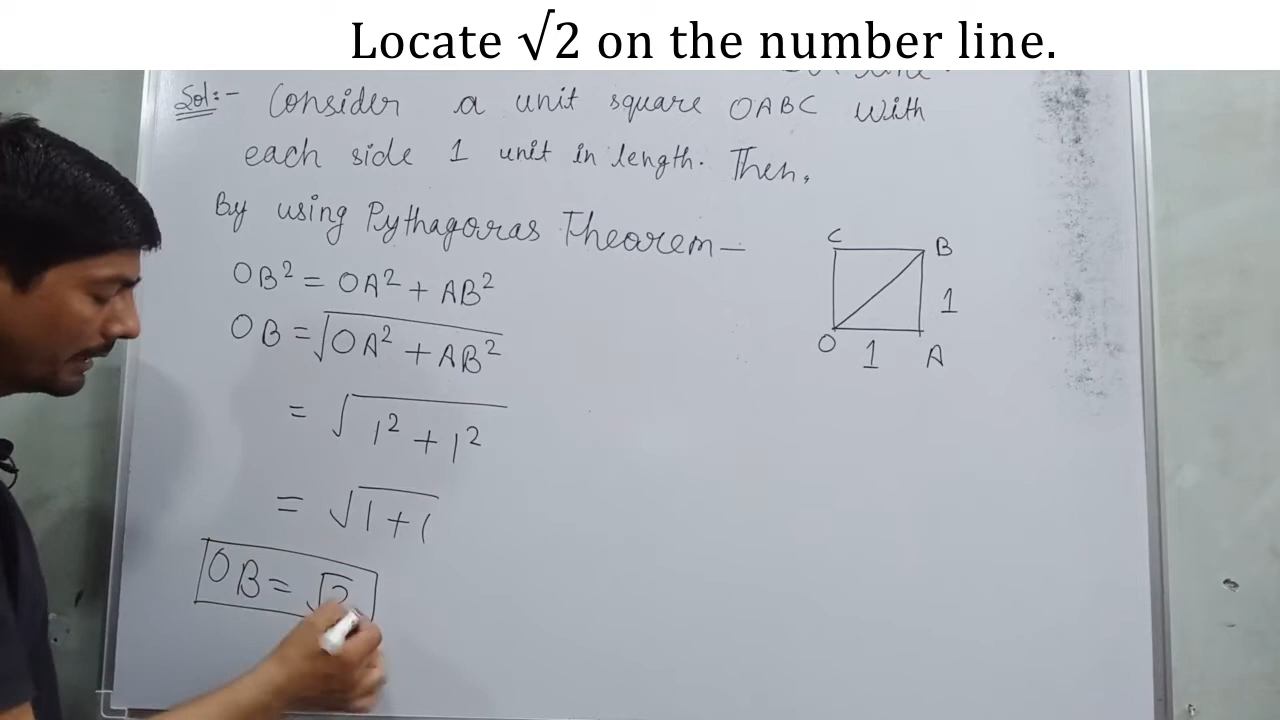 Locate √2 on the number line.
line.
Sol:- Consider a unit square OABC with
each side 1 unit in length. Then,
By using Pythagoras Theorem—
OB² = OA² + AB²
OB = √OA² + AB²
= √1² + 1²
= √1 + 1
OB = √2
C B
1
O 1 A